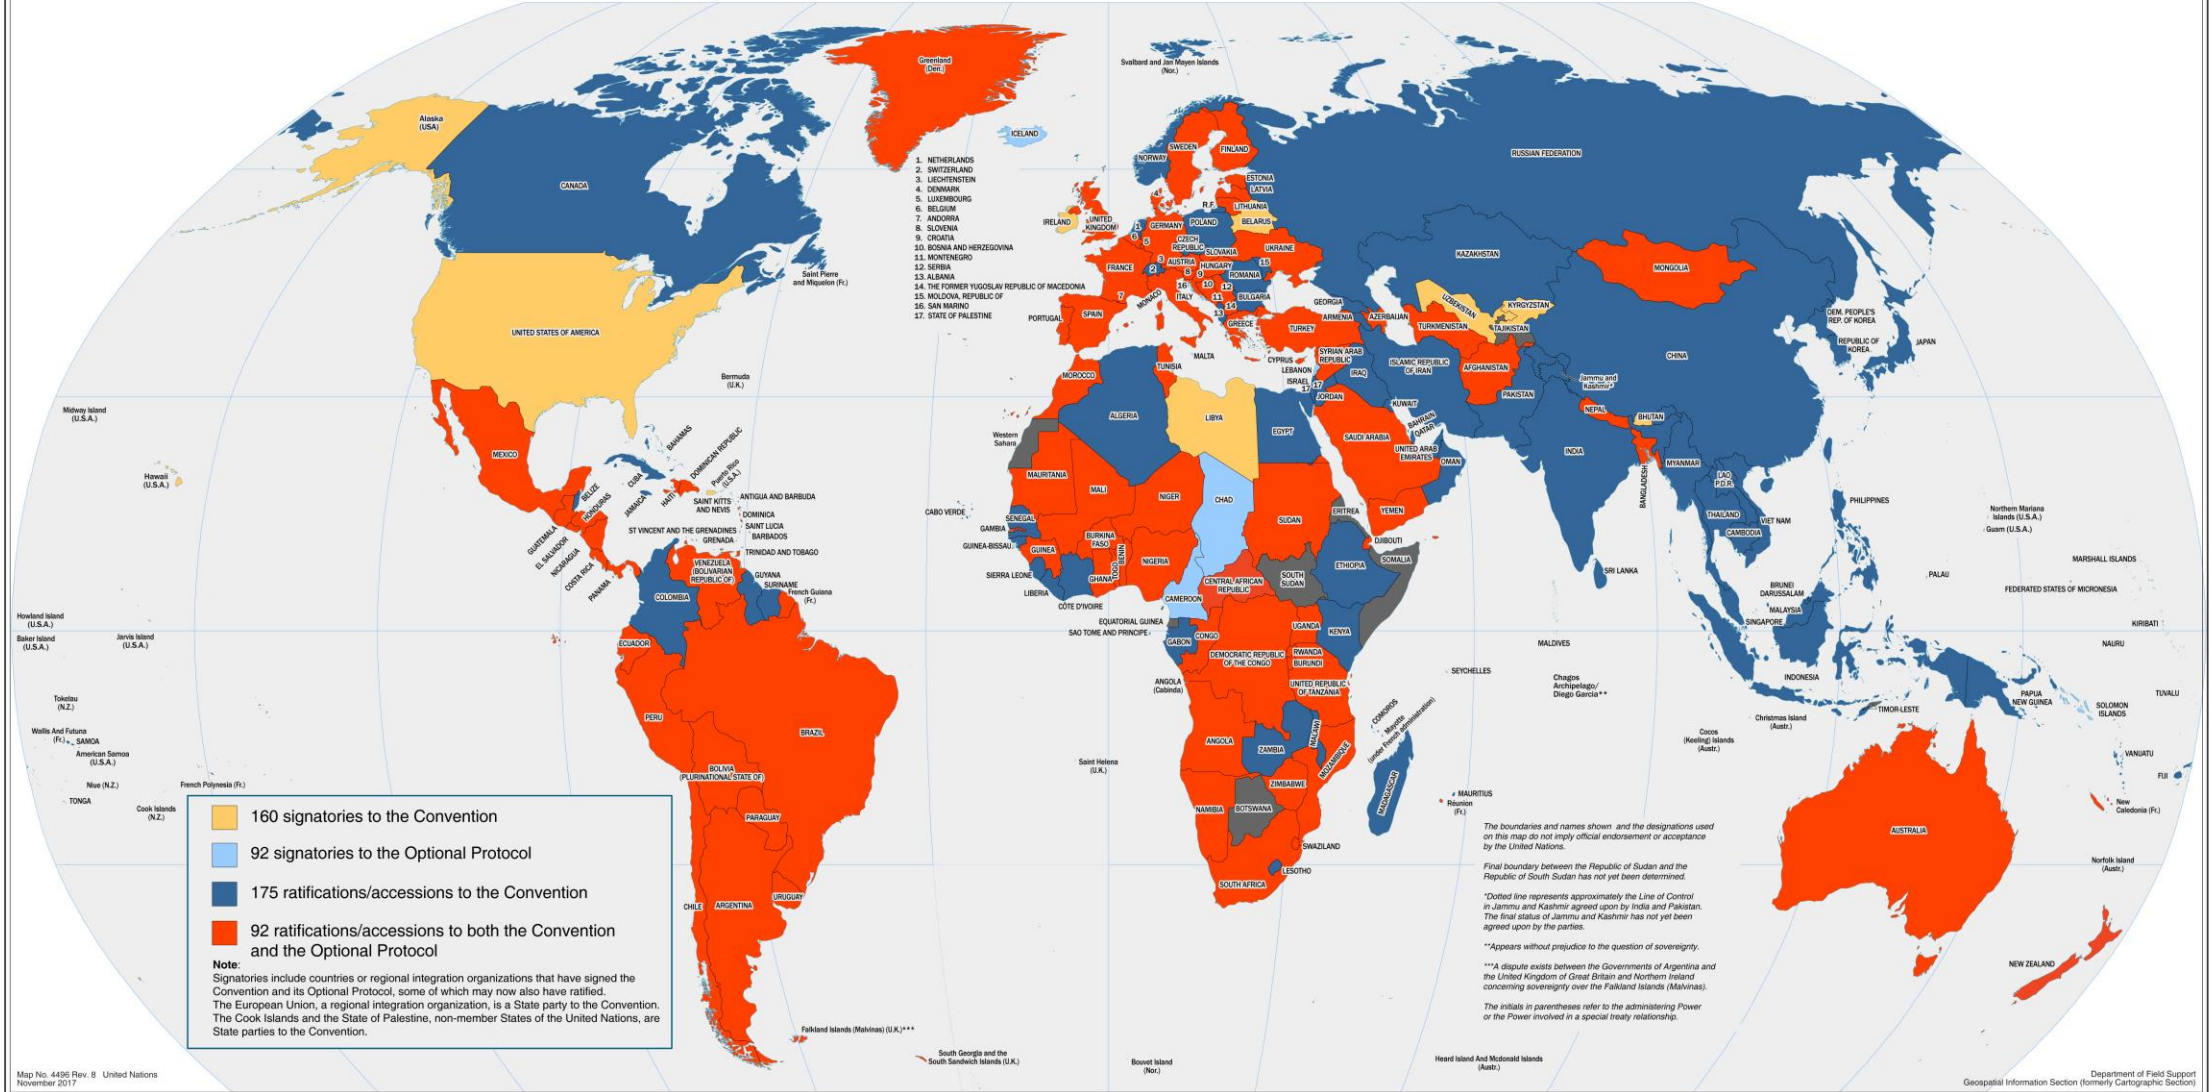 Greenland
(Den.)
Svalbard and Jan Mayen Islands
(Nor.)
Alaska
(USA)
ICELAND
CANADA
1. NETHERLANDS
2. SWITZERLAND
3. LIECHTENSTEIN
4. DENMARK
5. LUXEMBOURG
6. BELGIUM
7. ANDORRA
8. SLOVENIA
9. CROATIA
10. BOSNIA AND HERZEGOVINA
11. MONTENEGRO
12. SERBIA
13. ALBANIA
14. THE FORMER YUGOSLAV REPUBLIC OF MACEDONIA
15. MOLDOVA, REPUBLIC OF
16. SAN MARINO
17. STATE OF PALESTINE
NORWAY
SWEDEN
FINLAND
RUSSIAN FEDERATION
ESTONIA
LATVIA
LITHUANIA
R.F.
BELARUS
4
IRELAND
UNITED
KINGDOM
1
6
5
GERMANY
POLAND
CZECH
REPUBLIC
SLOVAKIA
UKRAINE
FRANCE
3
2
AUSTRIA
HUNGARY
8
9
15
ROMANIA
16
10
12
ITALY
11
14
BULGARIA
13
7
MONACO
PORTUGAL
SPAIN
GREECE
TURKEY
GEORGIA
ARMENIA
AZERBAIJAN
KAZAKHSTAN
UZBEKISTAN
KYRGYZSTAN
TURKMENISTAN
TAJIKISTAN
MONGOLIA
DEM. PEOPLE'S
REP. OF KOREA
REPUBLIC OF
KOREA
JAPAN
CHINA
Saint Pierre
and Miquelon (Fr.)
UNITED STATES OF AMERICA
Bermuda
(U.K.)
Midway Island
(U.S.A.)
Hawaii
(U.S.A.)
MEXICO
BAHAMAS
CUBA
DOMINICAN REPUBLIC
Puerto Rico
(U.S.A.)
HAITI
JAMAICA
BELIZE
HONDURAS
GUATEMALA
EL SALVADOR
NICARAGUA
COSTA RICA
PANAMA
SAINT KITTS
AND NEVIS
ANTIGUA AND BARBUDA
DOMINICA
SAINT LUCIA
ST VINCENT AND THE GRENADINES
BARBADOS
GRENADA
TRINIDAD AND TOBAGO
VENEZUELA
(BOLIVARIAN
REPUBLIC OF)
GUYANA
SURINAME
French Guiana
(Fr.)
COLOMBIA
ECUADOR
PERU
BRAZIL
BOLIVIA
(PLURINATIONAL STATE OF)
PARAGUAY
URUGUAY
CHILE
ARGENTINA
MALTA
CYPRUS
LEBANON
ISRAEL
17
17
SYRIAN ARAB
REPUBLIC
IRAQ
JORDAN
ISLAMIC REPUBLIC
OF IRAN
AFGHANISTAN
PAKISTAN
Jammu and
Kashmir*
KUWAIT
BAHRAIN
QATAR
SAUDI ARABIA
UNITED ARAB
EMIRATES
OMAN
YEMEN
NEPAL
BHUTAN
INDIA
BANGLADESH
MYANMAR
LAO
P.D.R.
THAILAND
VIET NAM
CAMBODIA
PHILIPPINES
SRI LANKA
MALDIVES
BRUNEI
DARUSSALAM
MALAYSIA
SINGAPORE
INDONESIA
TIMOR-LESTE
PAPUA
NEW GUINEA
MOROCCO
TUNISIA
ALGERIA
LIBYA
EGYPT
Western
Sahara
MAURITANIA
MALI
NIGER
CHAD
SUDAN
ERITREA
DJIBOUTI
CABO VERDE
SENEGAL
GAMBIA
GUINEA-BISSAU
GUINEA
SIERRA LEONE
LIBERIA
CÔTE D'IVOIRE
BURKINA
FASO
GHANA
TOGO
BENIN
NIGERIA
CAMEROON
CENTRAL AFRICAN
REPUBLIC
SOUTH
SUDAN
ETHIOPIA
SOMALIA
EQUATORIAL GUINEA
SAO TOME AND PRINCIPE
GABON
CONGO
DEMOCRATIC REPUBLIC
OF THE CONGO
UGANDA
KENYA
RWANDA
BURUNDI
UNITED REPUBLIC
OF TANZANIA
ANGOLA
(Cabinda)
ANGOLA
ZAMBIA
MALAWI
MOZAMBIQUE
ZIMBABWE
NAMIBIA
BOTSWANA
SWAZILAND
LESOTHO
SOUTH AFRICA
COMOROS
Mayotte
(under French administration)
MADAGASCAR
MAURITIUS
Réunion
(Fr.)
SEYCHELLES
Chagos
Archipelago/
Diego Garcia**
Saint Helena
(U.K.)
Northern Mariana
Islands (U.S.A.)
Guam (U.S.A.)
MARSHALL ISLANDS
PALAU
FEDERATED STATES OF MICRONESIA
KIRIBATI
NAURU
TUVALU
SOLOMON
ISLANDS
VANUATU
FIJI
New
Caledonia (Fr.)
Christmas Island
(Austr.)
Cocos
(Keeling) Islands
(Austr.)
AUSTRALIA
Norfolk Island
(Austr.)
NEW ZEALAND
Howland Island
(U.S.A.)
Baker Island
(U.S.A.)
Jarvis Island
(U.S.A.)
Tokelau
(N.Z.)
Wallis And Futuna
(Fr.)
SAMOA
American Samoa
(U.S.A.)
Niue (N.Z.)
TONGA
French Polynesia (Fr.)
Cook Islands
(N.Z.)
160 signatories to the Convention
92 signatories to the Optional Protocol
175 ratifications/accessions to the Convention
92 ratifications/accessions to both the Convention
and the Optional Protocol
Note:
Signatories include countries or regional integration organizations that have signed the
Convention and its Optional Protocol, some of which may now also have ratified.
The European Union, a regional integration organization, is a State party to the Convention.
The Cook Islands and the State of Palestine, non-member States of the United Nations, are
State parties to the Convention.
The boundaries and names shown and the designations used
on this map do not imply official endorsement or acceptance
by the United Nations.
Final boundary between the Republic of Sudan and the
Republic of South Sudan has not yet been determined.
*Dotted line represents approximately the Line of Control
in Jammu and Kashmir agreed upon by India and Pakistan.
The final status of Jammu and Kashmir has not yet been
agreed upon by the parties.
**Appears without prejudice to the question of sovereignty.
***A dispute exists between the Governments of Argentina and
the United Kingdom of Great Britain and Northern Ireland
concerning sovereignty over the Falkland Islands (Malvinas).
The initials in parentheses refer to the administering Power
or the Power involved in a special treaty relationship.
Falkland Islands (Malvinas) (U.K.)***
South Georgia and the
South Sandwich Islands (U.K.)
Bouvet Island
(Nor.)
Heard Island And Mcdonald Islands
(Austr.)
Map No. 4496 Rev. 8 United Nations
November 2017
Department of Field Support
Geospatial Information Section (formerly Cartographic Section)